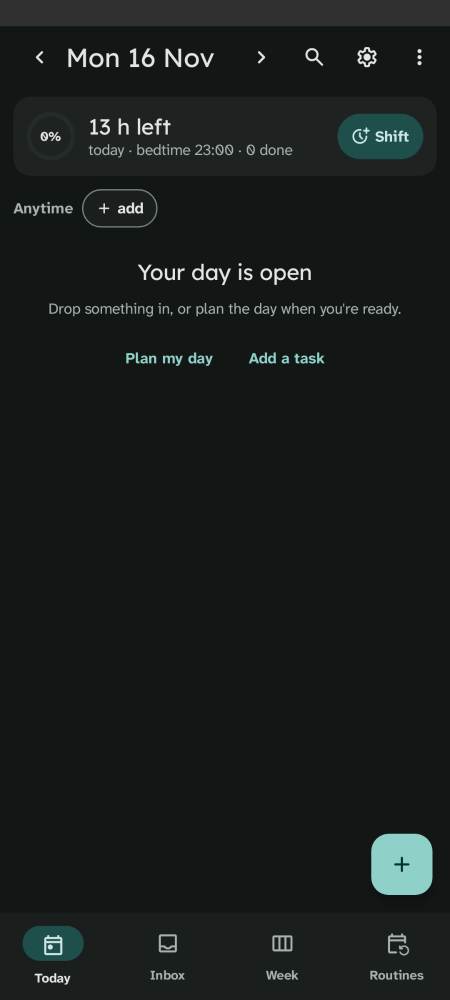 Mon 16 Nov
0%
13 h left
today · bedtime 23:00 · 0 done
Shift
Anytime
+ add
Your day is open
Drop something in, or plan the day when you're ready.
Plan my day
Add a task
+
Today
Inbox
Week
Routines